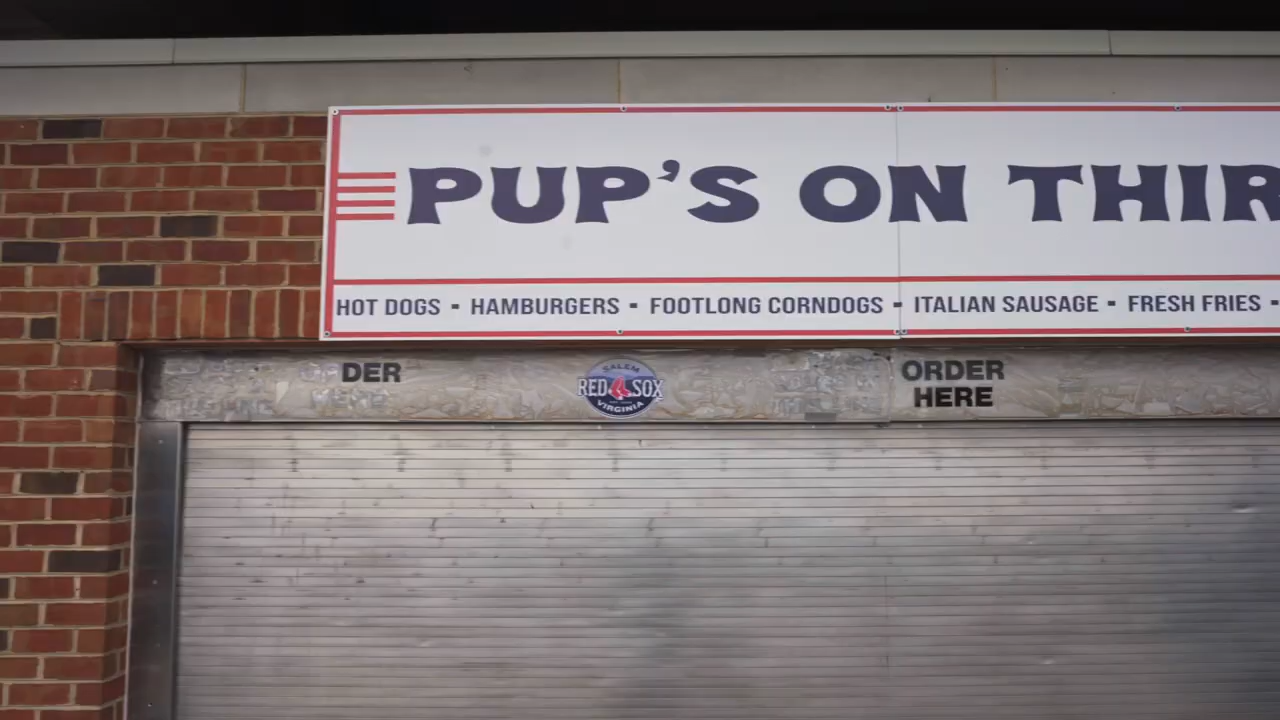 PUP'S ON THIR
HOT DOGS - HAMBURGERS - FOOTLONG CORNDOGS - ITALIAN SAUSAGE - FRESH FRIES -
DER
SALEM
RED SOX
VIRGINIA
ORDER
HERE